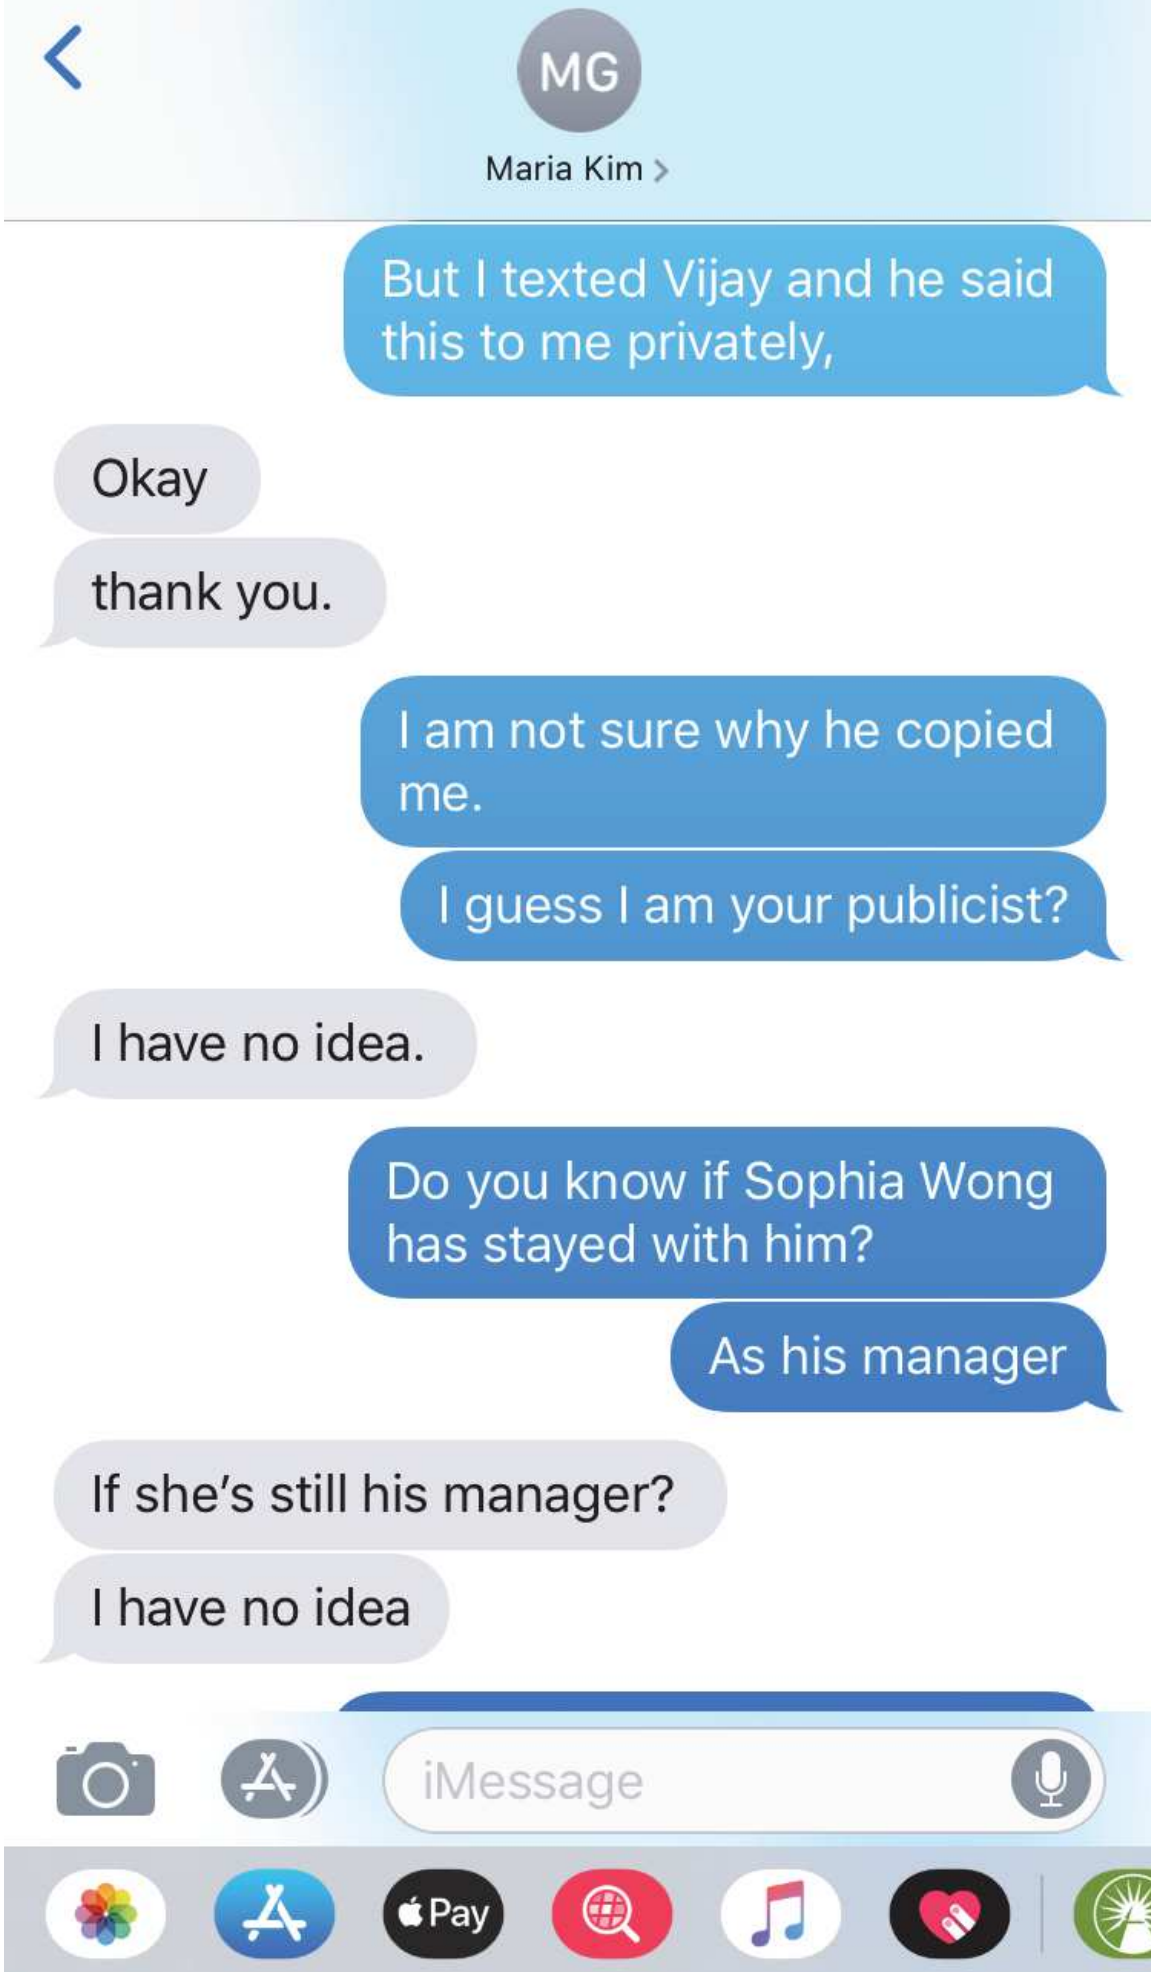 MG
Maria Kim
But I texted Vijay and he said
this to me privately,
Okay
thank you.
I am not sure why he copied
me.
I guess I am your publicist?
I have no idea.
Do you know if Sophia Wong
has stayed with him?
As his manager
If she's still his manager?
I have no idea
iMessage
Pay